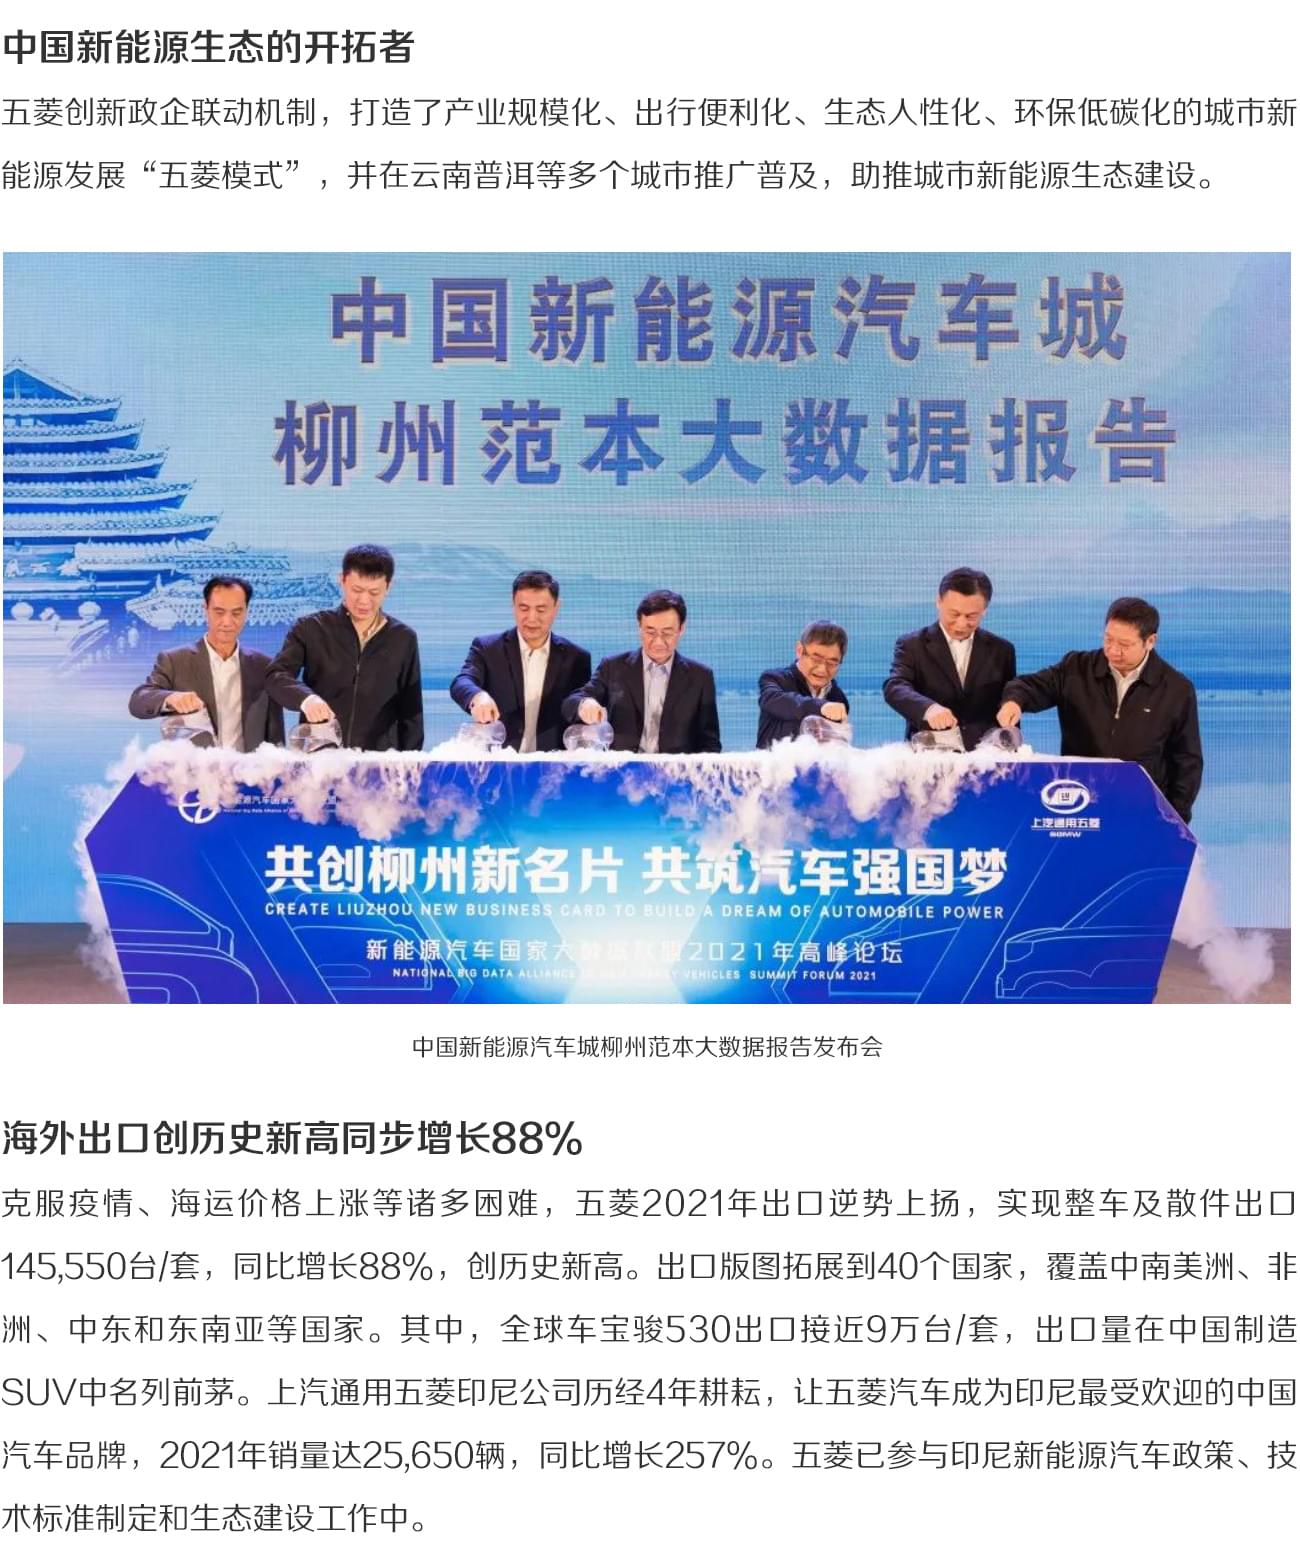 中国新能源生态的开拓者
五菱创新政企联动机制，打造了产业规模化、出行便利化、生态人性化、环保低碳化的城市新
能源发展“五菱模式”，并在云南普洱等多个城市推广普及，助推城市新能源生态建设。
中国新能源汽车城
柳州范本大数据报告
上汽通用五菱
SGMW
共创柳州新名片 共筑汽车强国梦
CREATE LIUZHOU NEW BUSINESS CARD TO BUILD A DREAM OF AUTOMOBILE POWER
新能源汽车国家大数据联盟2021年高峰论坛
NATIONAL BIG DATA ALLIANCE VEHICLES SUMMIT FORUM 2021
中国新能源汽车城柳州范本大数据报告发布会
海外出口创历史新高同步增长88%
克服疫情、海运价格上涨等诸多困难，五菱2021年出口逆势上扬，实现整车及散件出口
145,550台/套，同比增长88%，创历史新高。出口版图拓展到40个国家，覆盖中南美洲、非
洲、中东和东南亚等国家。其中，全球车宝骏530出口接近9万台/套，出口量在中国制造
SUV中名列前茅。上汽通用五菱印尼公司历经4年耕耘，让五菱汽车成为印尼最受欢迎的中国
汽车品牌，2021年销量达25,650辆，同比增长257%。五菱已参与印尼新能源汽车政策、技
术标准制定和生态建设工作中。